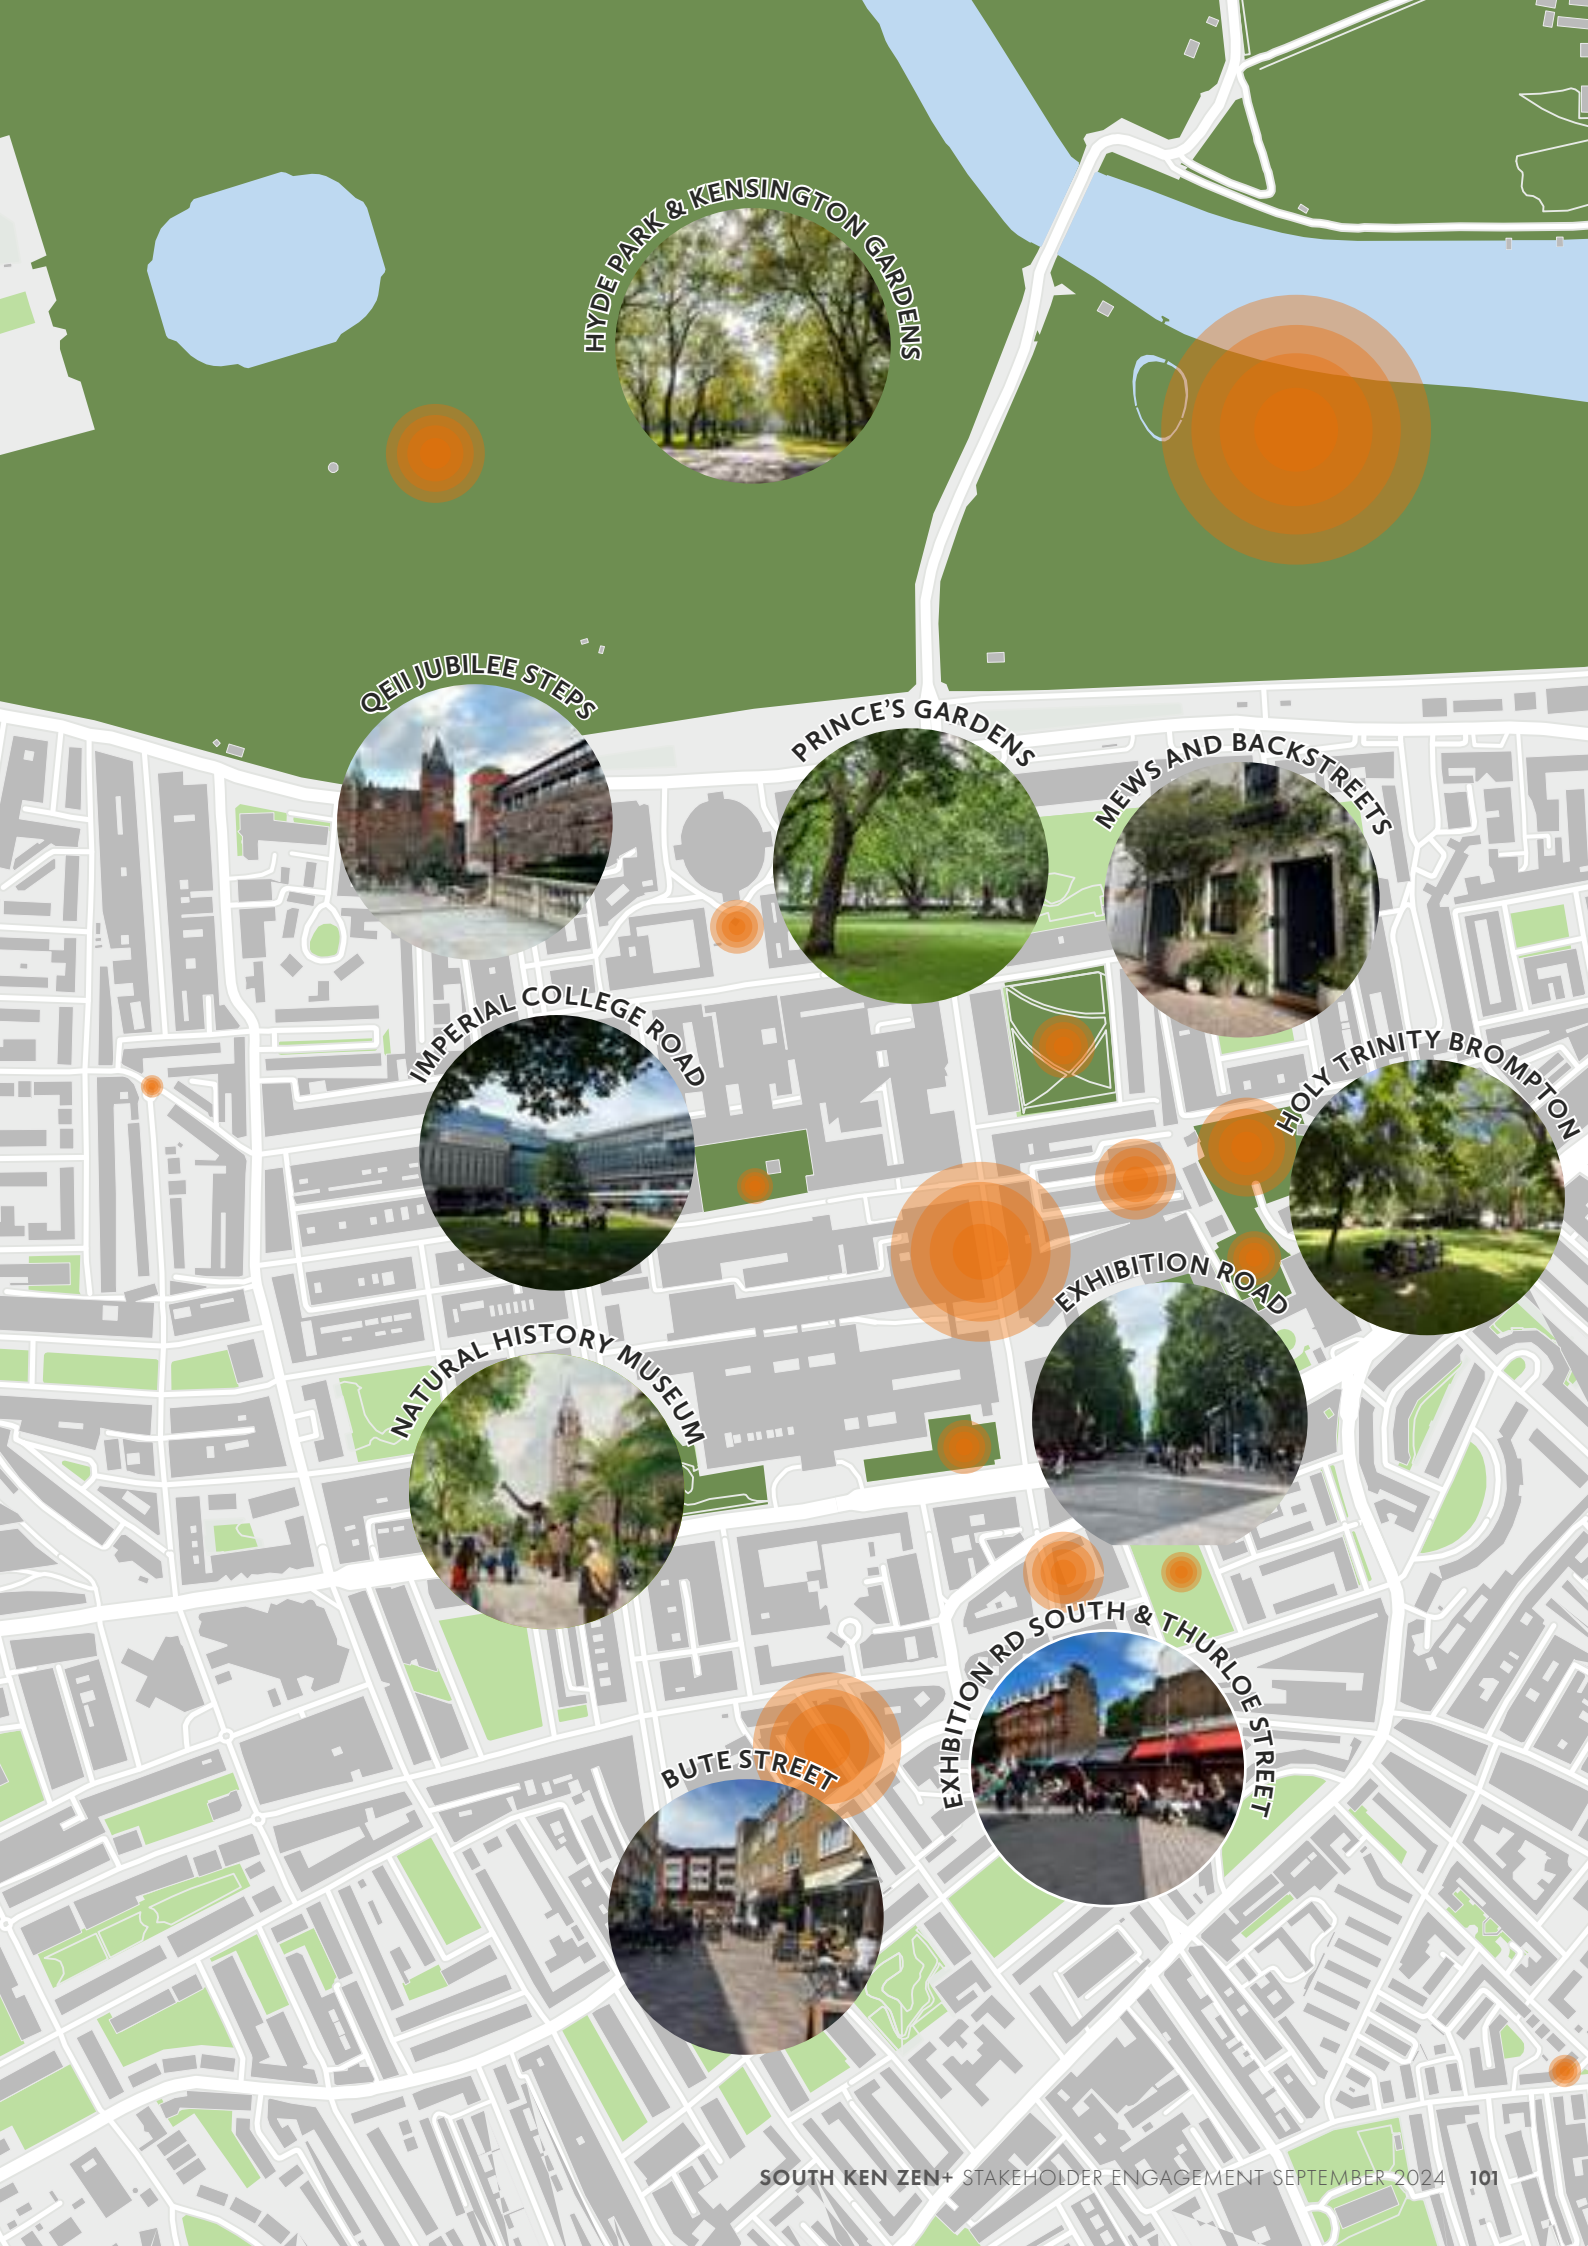 HYDE PARK & KENSINGTON GARDENS
QEII JUBILEE STEPS
PRINCE'S GARDENS
MEWS AND BACKSTREETS
IMPERIAL COLLEGE ROAD
HOLY TRINITY BROMPTON
EXHIBITION ROAD
NATURAL HISTORY MUSEUM
EXHBITION RD SOUTH & THURLOE STREET
BUTE STREET
SOUTH KEN ZEN+ STAKEHOLDER ENGAGEMENT SEPTEMBER 2024 101